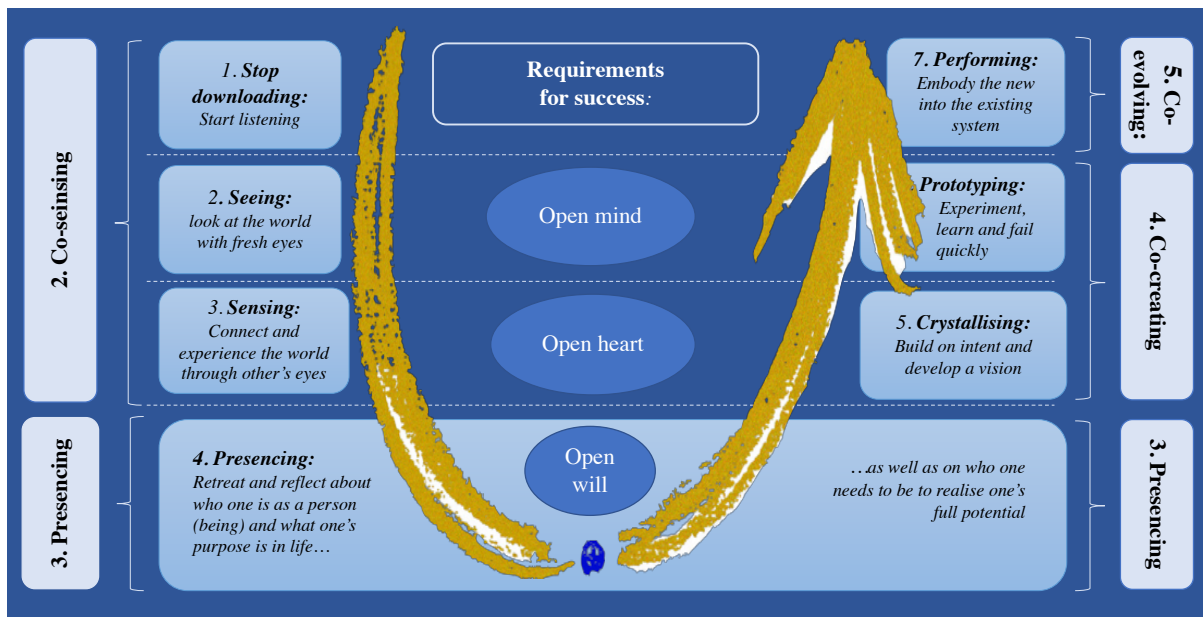 2. Co-seinsing
3. Presencing
1. Stop
downloading:
Start listening
2. Seeing:
look at the world
with fresh eyes
3. Sensing:
Connect and
experience the world
through other's eyes
4. Presencing:
Retreat and reflect about
who one is as a person
(being) and what one's
purpose is in life…
Requirements
for success:
Open mind
Open heart
Open
will
7. Performing:
Embody the new
into the existing
system
Prototyping:
Experiment,
learn and fail
quickly
5. Crystallising:
Build on intent and
develop a vision
…as well as on who one
needs to be to realise one's
full potential
5. Co-
evolving:
4. Co-creating
3. Presencing